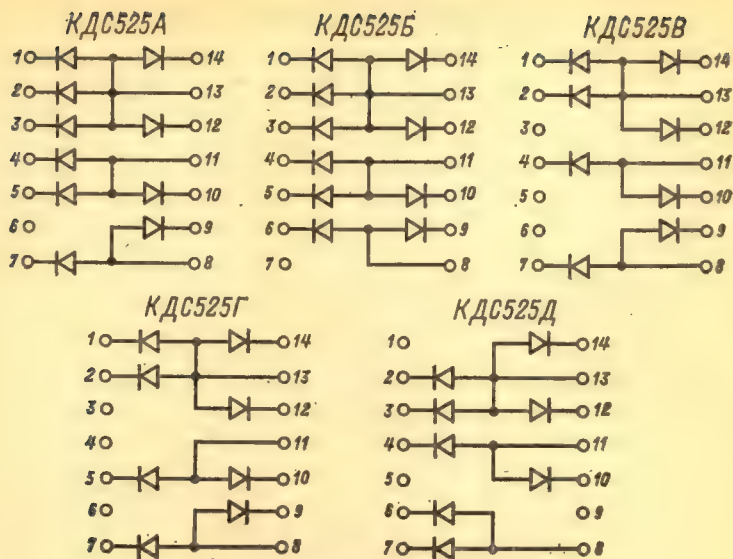 КДС525А КДС525Б КДС525В
1 14 1 14 1 14
2 13 2 13 2 13
3 12 3 12 3 12
4 11 4 11 4 11
5 10 5 10 5 10
6 9 6 9 6 9
7 8 7 8 7 8
КДС525Г КДС525Д
1 14 1 14
2 13 2 13
3 12 3 12
4 11 4 11
5 10 5 10
6 9 6 9
7 8 7 8